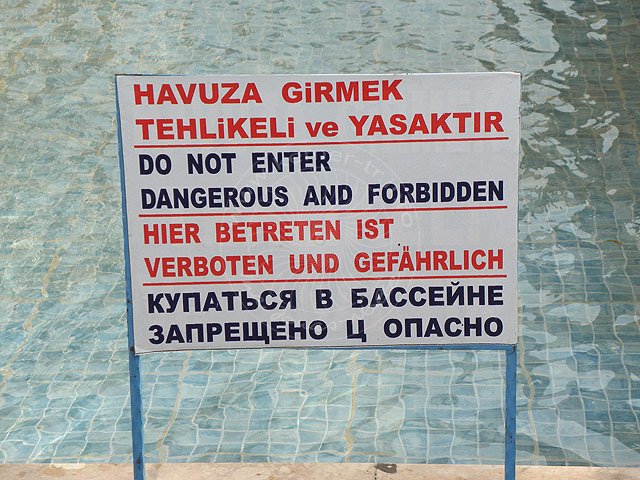 HAVUZA GiRMEK
TEHLiKELi ve YASAKTIR
DO NOT ENTER
DANGEROUS AND FORBIDDEN
HIER BETRETEN IST
VERBOTEN UND GEFÄHRLICH
КУПАТЬСЯ В БАССЕЙНЕ
ЗАПРЕЩЕНО Ц ОПАСНО